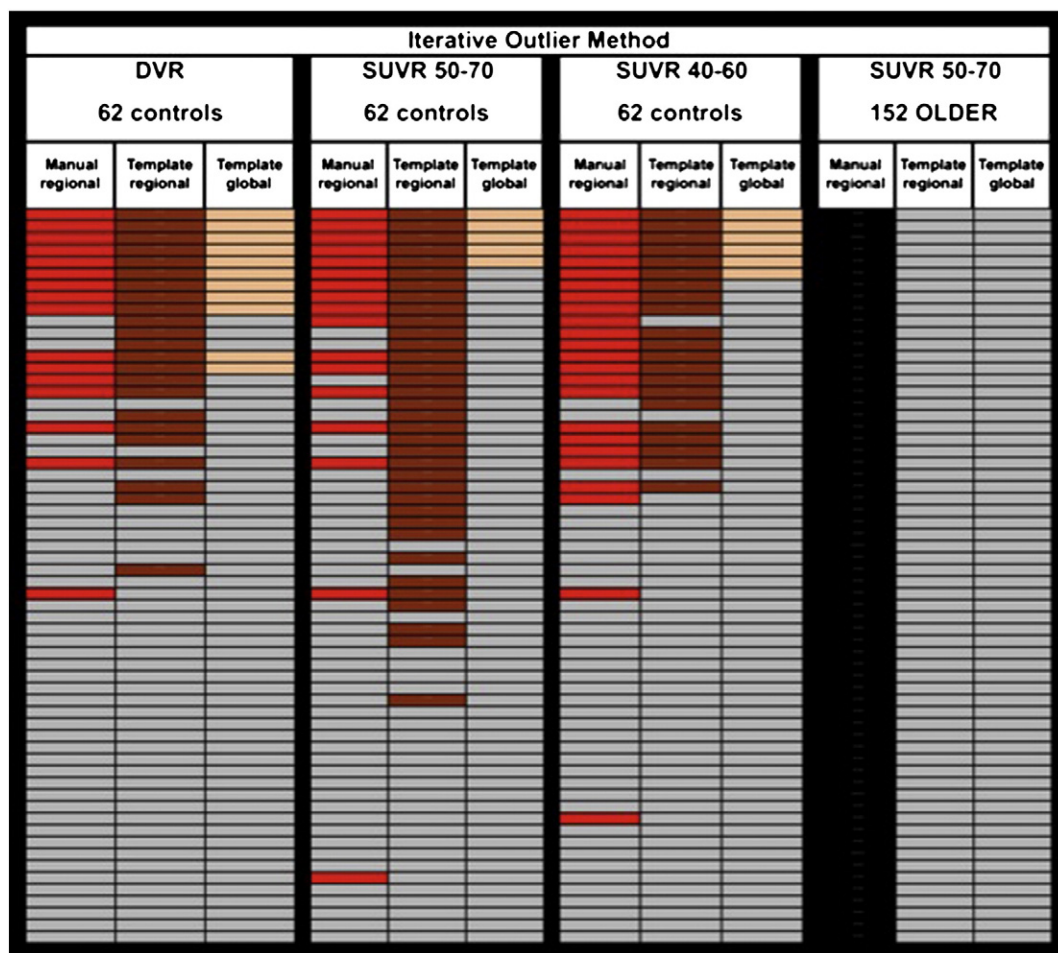 Iterative Outlier Method
DVR
62 controls
SUVR 50-70
62 controls
SUVR 40-60
62 controls
SUVR 50-70
152 OLDER
Manual regional
Template regional
Template global
Manual regional
Template regional
Template global
Manual regional
Template regional
Template global
Manual regional
Template regional
Template global